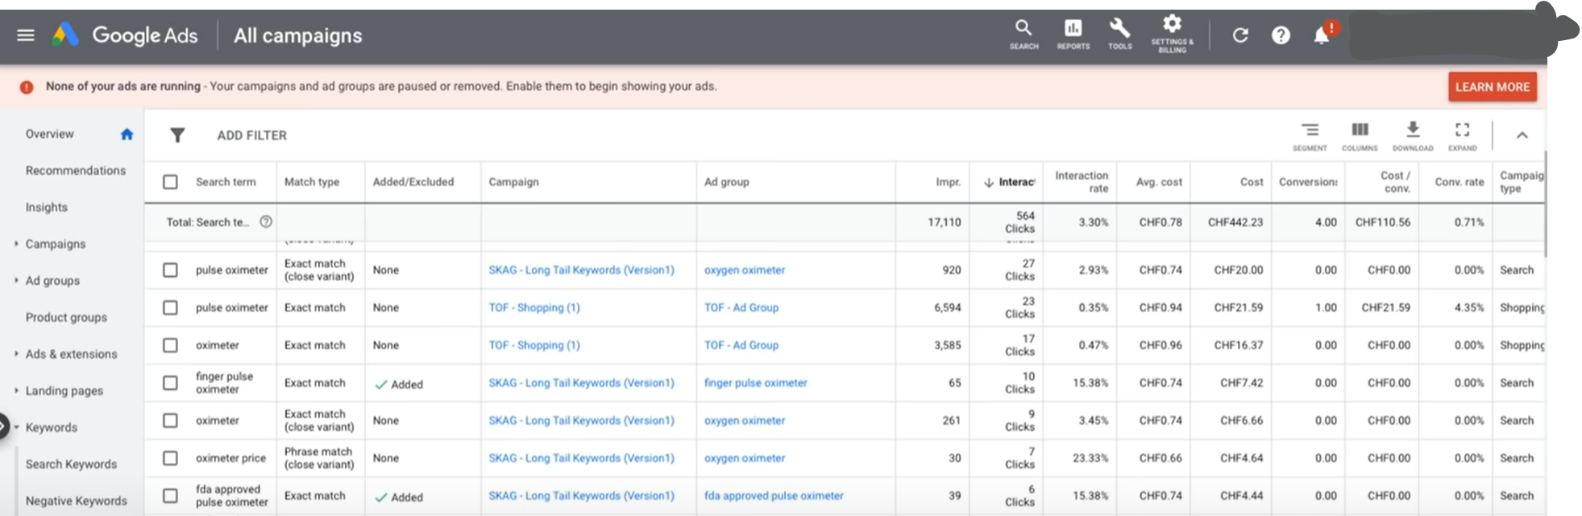 Google Ads All campaigns SEARCH REPORTS TOOLS SETTINGS & BILLING
None of your ads are running - Your campaigns and ad groups are paused or removed. Enable them to begin showing your ads. LEARN MORE
Overview
Recommendations
Insights
Campaigns
Ad groups
Product groups
Ads & extensions
Landing pages
Keywords
Search Keywords
Negative Keywords
ADD FILTER SEGMENT COLUMNS DOWNLOAD EXPAND
Search term Match type Added/Excluded Campaign Ad group Impr. Interac Interaction rate Avg. cost Cost Conversions Cost / conv. Conv. rate Campaig type
Total: Search te... 17,110 564 Clicks 3.30% CHF0.78 CHF442.23 4.00 CHF110.56 0.71%
pulse oximeter Exact match (close variant) None SKAG - Long Tail Keywords (Version1) oxygen oximeter 920 27 Clicks 2.93% CHF0.74 CHF20.00 0.00 CHF0.00 0.00% Search
pulse oximeter Exact match None TOF - Shopping (1) TOF - Ad Group 6,594 23 Clicks 0.35% CHF0.94 CHF21.59 1.00 CHF21.59 4.35% Shopping
oximeter Exact match None TOF - Shopping (1) TOF - Ad Group 3,585 17 Clicks 0.47% CHF0.96 CHF16.37 0.00 CHF0.00 0.00% Shopping
finger pulse oximeter Exact match Added SKAG - Long Tail Keywords (Version1) finger pulse oximeter 65 10 Clicks 15.38% CHF0.74 CHF7.42 0.00 CHF0.00 0.00% Search
oximeter Exact match (close variant) None SKAG - Long Tail Keywords (Version1) oxygen oximeter 261 9 Clicks 3.45% CHF0.74 CHF6.66 0.00 CHF0.00 0.00% Search
oximeter price Phrase match (close variant) None SKAG - Long Tail Keywords (Version1) oxygen oximeter 30 7 Clicks 23.33% CHF0.66 CHF4.64 0.00 CHF0.00 0.00% Search
fda approved pulse oximeter Exact match Added SKAG - Long Tail Keywords (Version1) fda approved pulse oximeter 39 6 Clicks 15.38% CHF0.74 CHF4.44 0.00 CHF0.00 0.00% Search